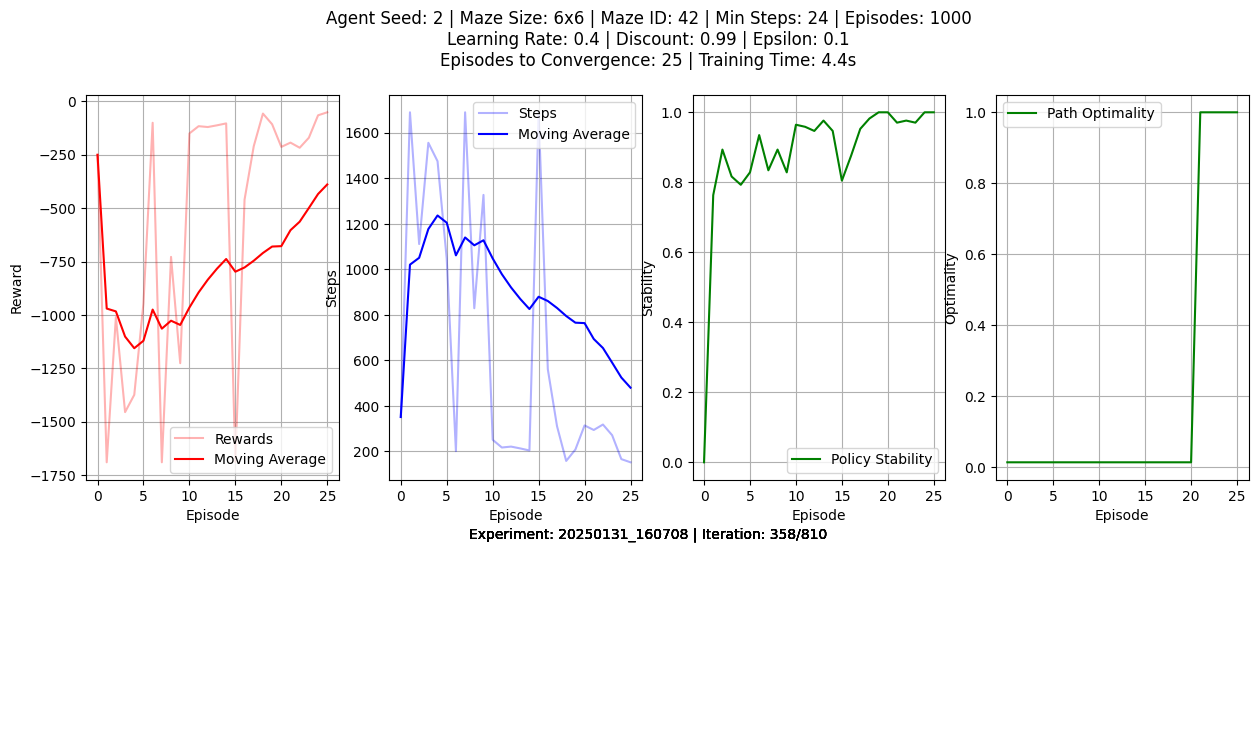 Agent Seed: 2 | Maze Size: 6x6 | Maze ID: 42 | Min Steps: 24 | Episodes: 1000
Learning Rate: 0.4 | Discount: 0.99 | Epsilon: 0.1
Episodes to Convergence: 25 | Training Time: 4.4s
Reward
0
−250
−500
−750
−1000
−1250
−1500
−1750
Rewards
Moving Average
0 5 10 15 20 25
Episode
Steps
1600
1400
1200
1000
800
600
400
200
Steps
Moving Average
0 5 10 15 20 25
Episode
Stability
1.0
0.8
0.6
0.4
0.2
0.0
Policy Stability
0 5 10 15 20 25
Episode
Optimality
1.0
0.8
0.6
0.4
0.2
0.0
Path Optimality
0 5 10 15 20 25
Episode
Experiment: 20250131_160708 | Iteration: 358/810